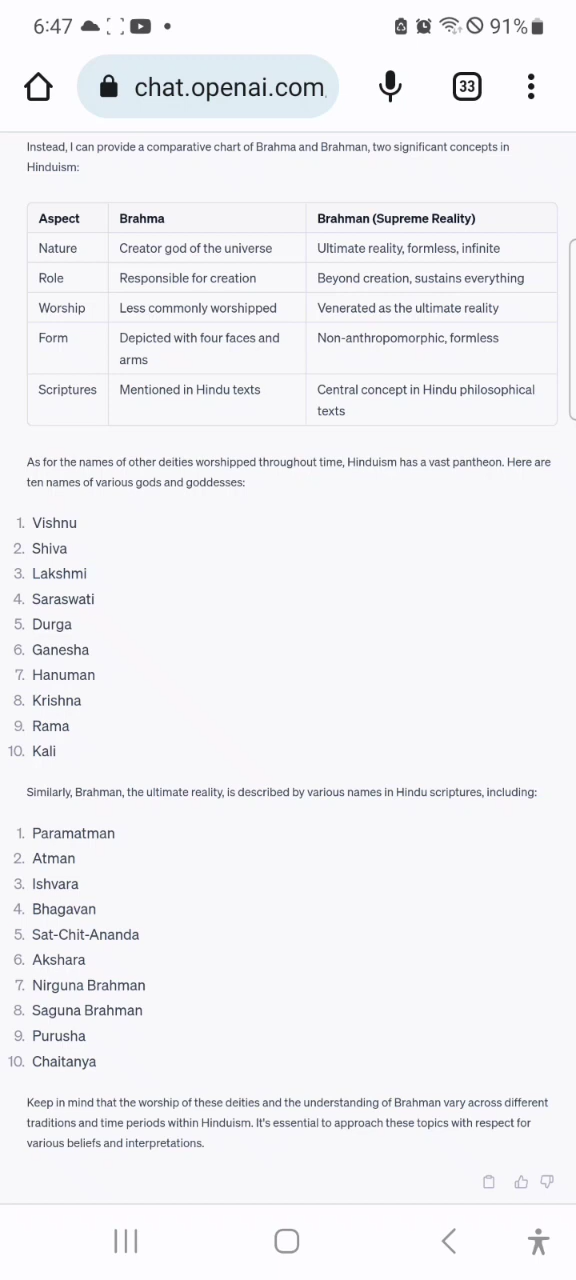 6:47
91%
chat.openai.com
33
Instead, I can provide a comparative chart of Brahma and Brahman, two significant concepts in
Hinduism:
Aspect Brahma Brahman (Supreme Reality)
Nature Creator god of the universe Ultimate reality, formless, infinite
Role Responsible for creation Beyond creation, sustains everything
Worship Less commonly worshipped Venerated as the ultimate reality
Form Depicted with four faces and Non-anthropomorphic, formless
arms
Scriptures Mentioned in Hindu texts Central concept in Hindu philosophical
texts
As for the names of other deities worshipped throughout time, Hinduism has a vast pantheon. Here are
ten names of various gods and goddesses:
1. Vishnu
2. Shiva
3. Lakshmi
4. Saraswati
5. Durga
6. Ganesha
7. Hanuman
8. Krishna
9. Rama
10. Kali
Similarly, Brahman, the ultimate reality, is described by various names in Hindu scriptures, including:
1. Paramatman
2. Atman
3. Ishvara
4. Bhagavan
5. Sat-Chit-Ananda
6. Akshara
7. Nirguna Brahman
8. Saguna Brahman
9. Purusha
10. Chaitanya
Keep in mind that the worship of these deities and the understanding of Brahman vary across different
traditions and time periods within Hinduism. It's essential to approach these topics with respect for
various beliefs and interpretations.